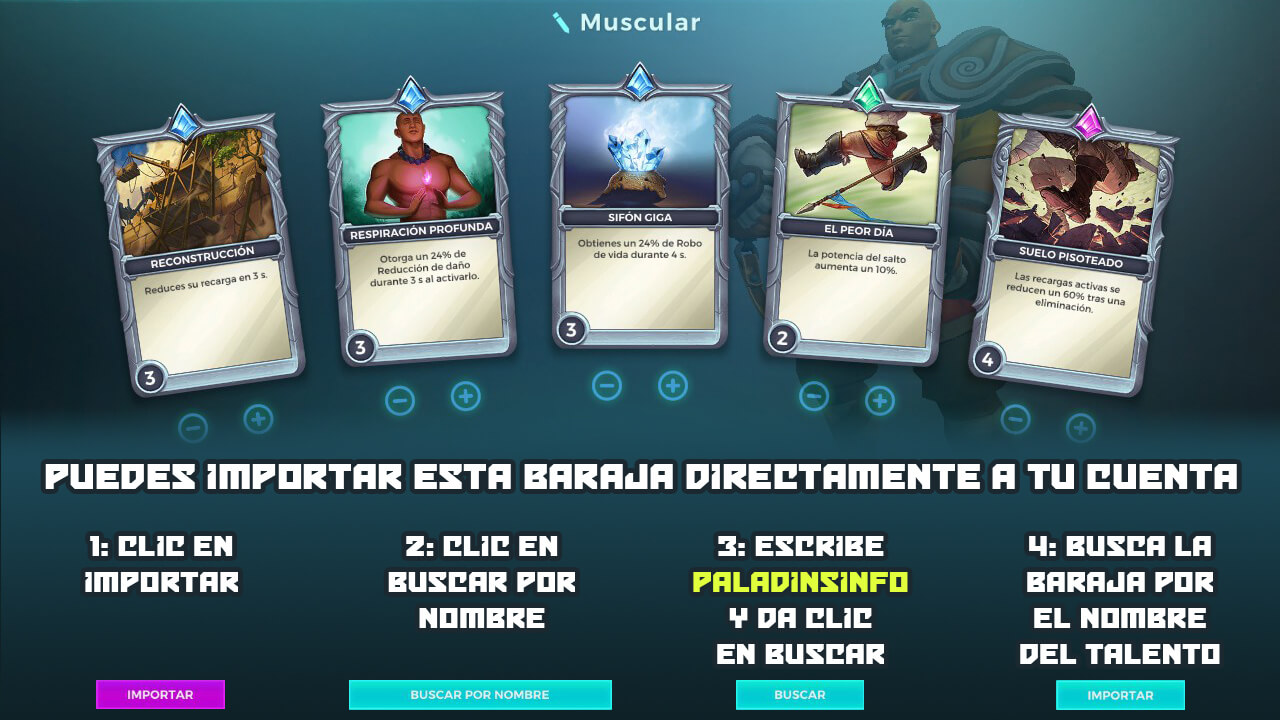 Muscular
RECONSTRUCCIÓN
Reduces su recarga en 3 s.
3
RESPIRACIÓN PROFUNDA
Otorga un 24% de
Reducción de daño
durante 3 s al activarlo.
3
SIFÓN GIGA
Obtienes un 24% de Robo
de vida durante 4 s.
3
EL PEOR DÍA
La potencia del salto
aumenta un 10%.
2
SUELO PISOTEADO
Las recargas activas se
reducen un 60% tras una
eliminación.
4
PUEDES IMPORTAR ESTA BARAJA DIRECTAMENTE A TU CUENTA
1: CLIC EN
IMPORTAR
2: CLIC EN
BUSCAR POR
NOMBRE
3: ESCRIBE
PALADINSINFO
Y DA CLIC
EN BUSCAR
4: BUSCA LA
BARAJA POR
EL NOMBRE
DEL TALENTO
IMPORTAR
BUSCAR POR NOMBRE
BUSCAR
IMPORTAR